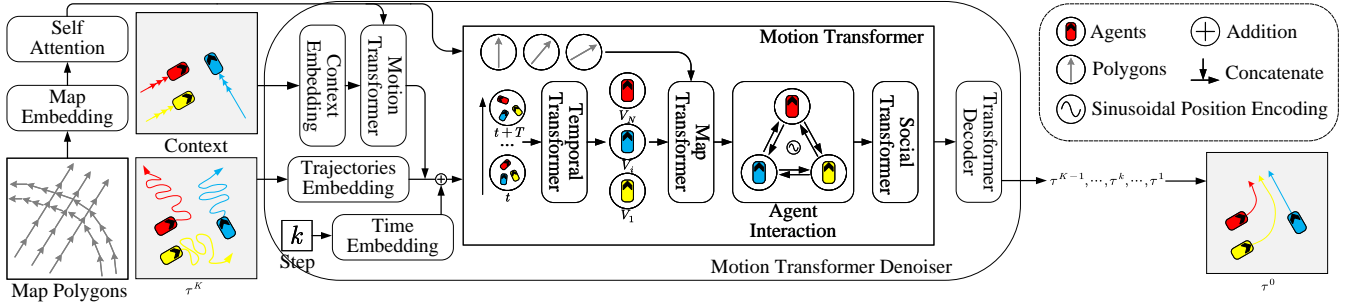 Self
Attention
Map
Embedding
Map Polygons
Context
τ^K
Context
Embedding
Motion
Transformer
Trajectories
Embedding
k
Step
Time
Embedding
Motion Transformer
t+T
...
t
Temporal
Transformer
V_N
V_i
V_1
Map
Transformer
Agent
Interaction
Social
Transformer
Transformer
Decoder
Motion Transformer Denoiser
τ^{K−1},⋯,τ^k,⋯,τ^1
τ^0
Agents
Addition
Polygons
Concatenate
Sinusoidal Position Encoding